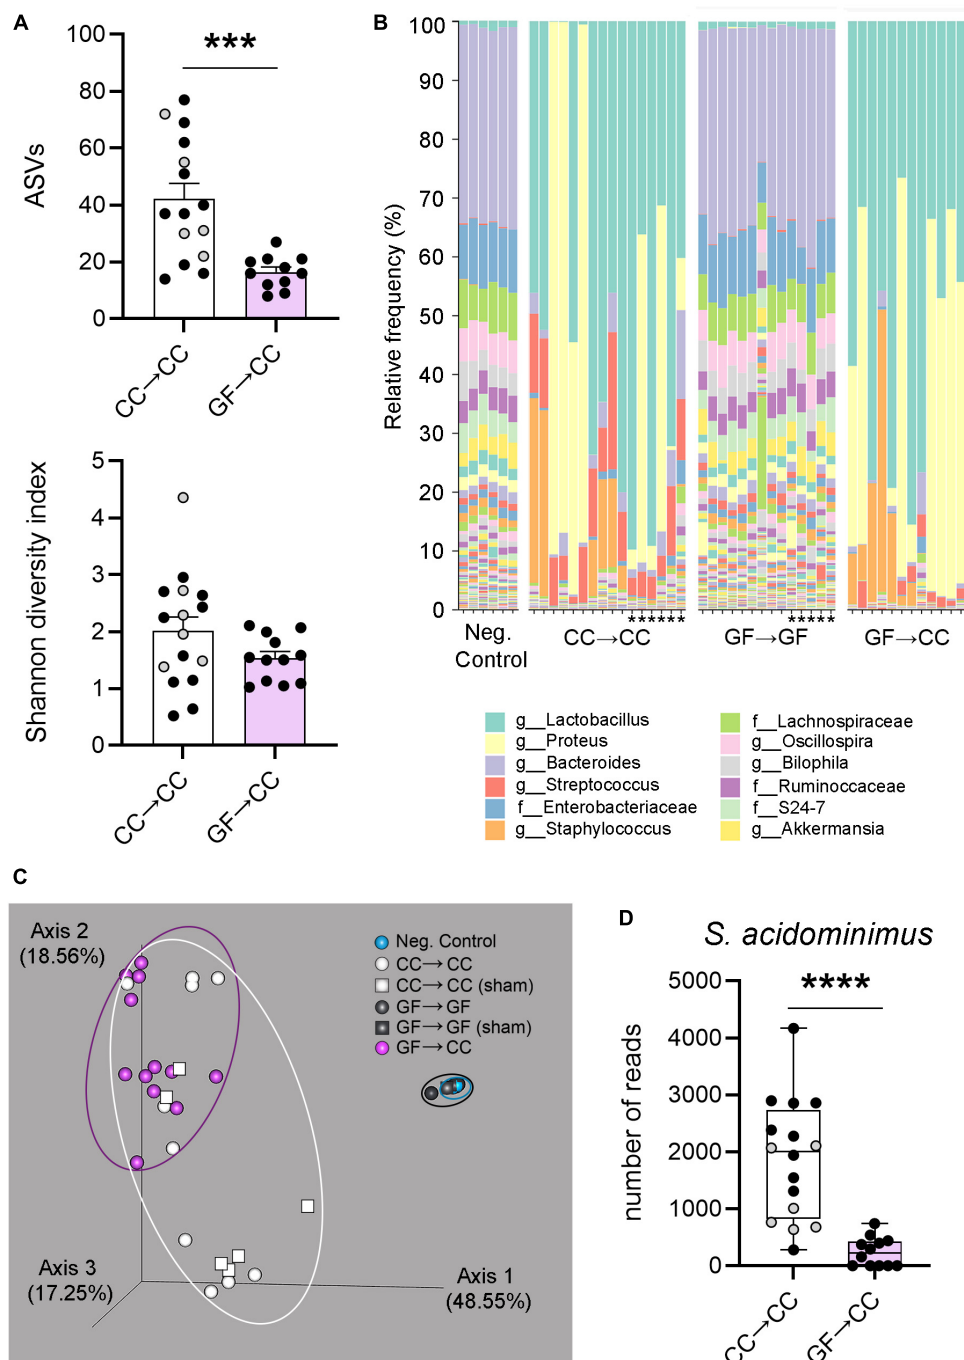 A
***
ASVs
100
80
60
40
20
0
CC→CC
GF→CC
Shannon diversity index
5
4
3
2
1
0
CC→CC
GF→CC
B
Relative frequency (%)
100
90
80
70
60
50
40
30
20
10
0
******
*****
Neg.
Control
CC→CC
GF→GF
GF→CC
g__Lactobacillus
g__Proteus
g__Bacteroides
g__Streptococcus
f__Enterobacteriaceae
g__Staphylococcus
f__Lachnospiraceae
g__Oscillospira
g__Bilophila
f__Ruminoccaceae
f__S24-7
g__Akkermansia
C
Axis 2
(18.56%)
Neg. Control
CC→CC
CC→CC (sham)
GF→GF
GF→GF (sham)
GF→CC
Axis 3
(17.25%)
Axis 1
(48.55%)
D
S. acidominimus
****
number of reads
5000
4000
3000
2000
1000
0
CC→CC
GF→CC